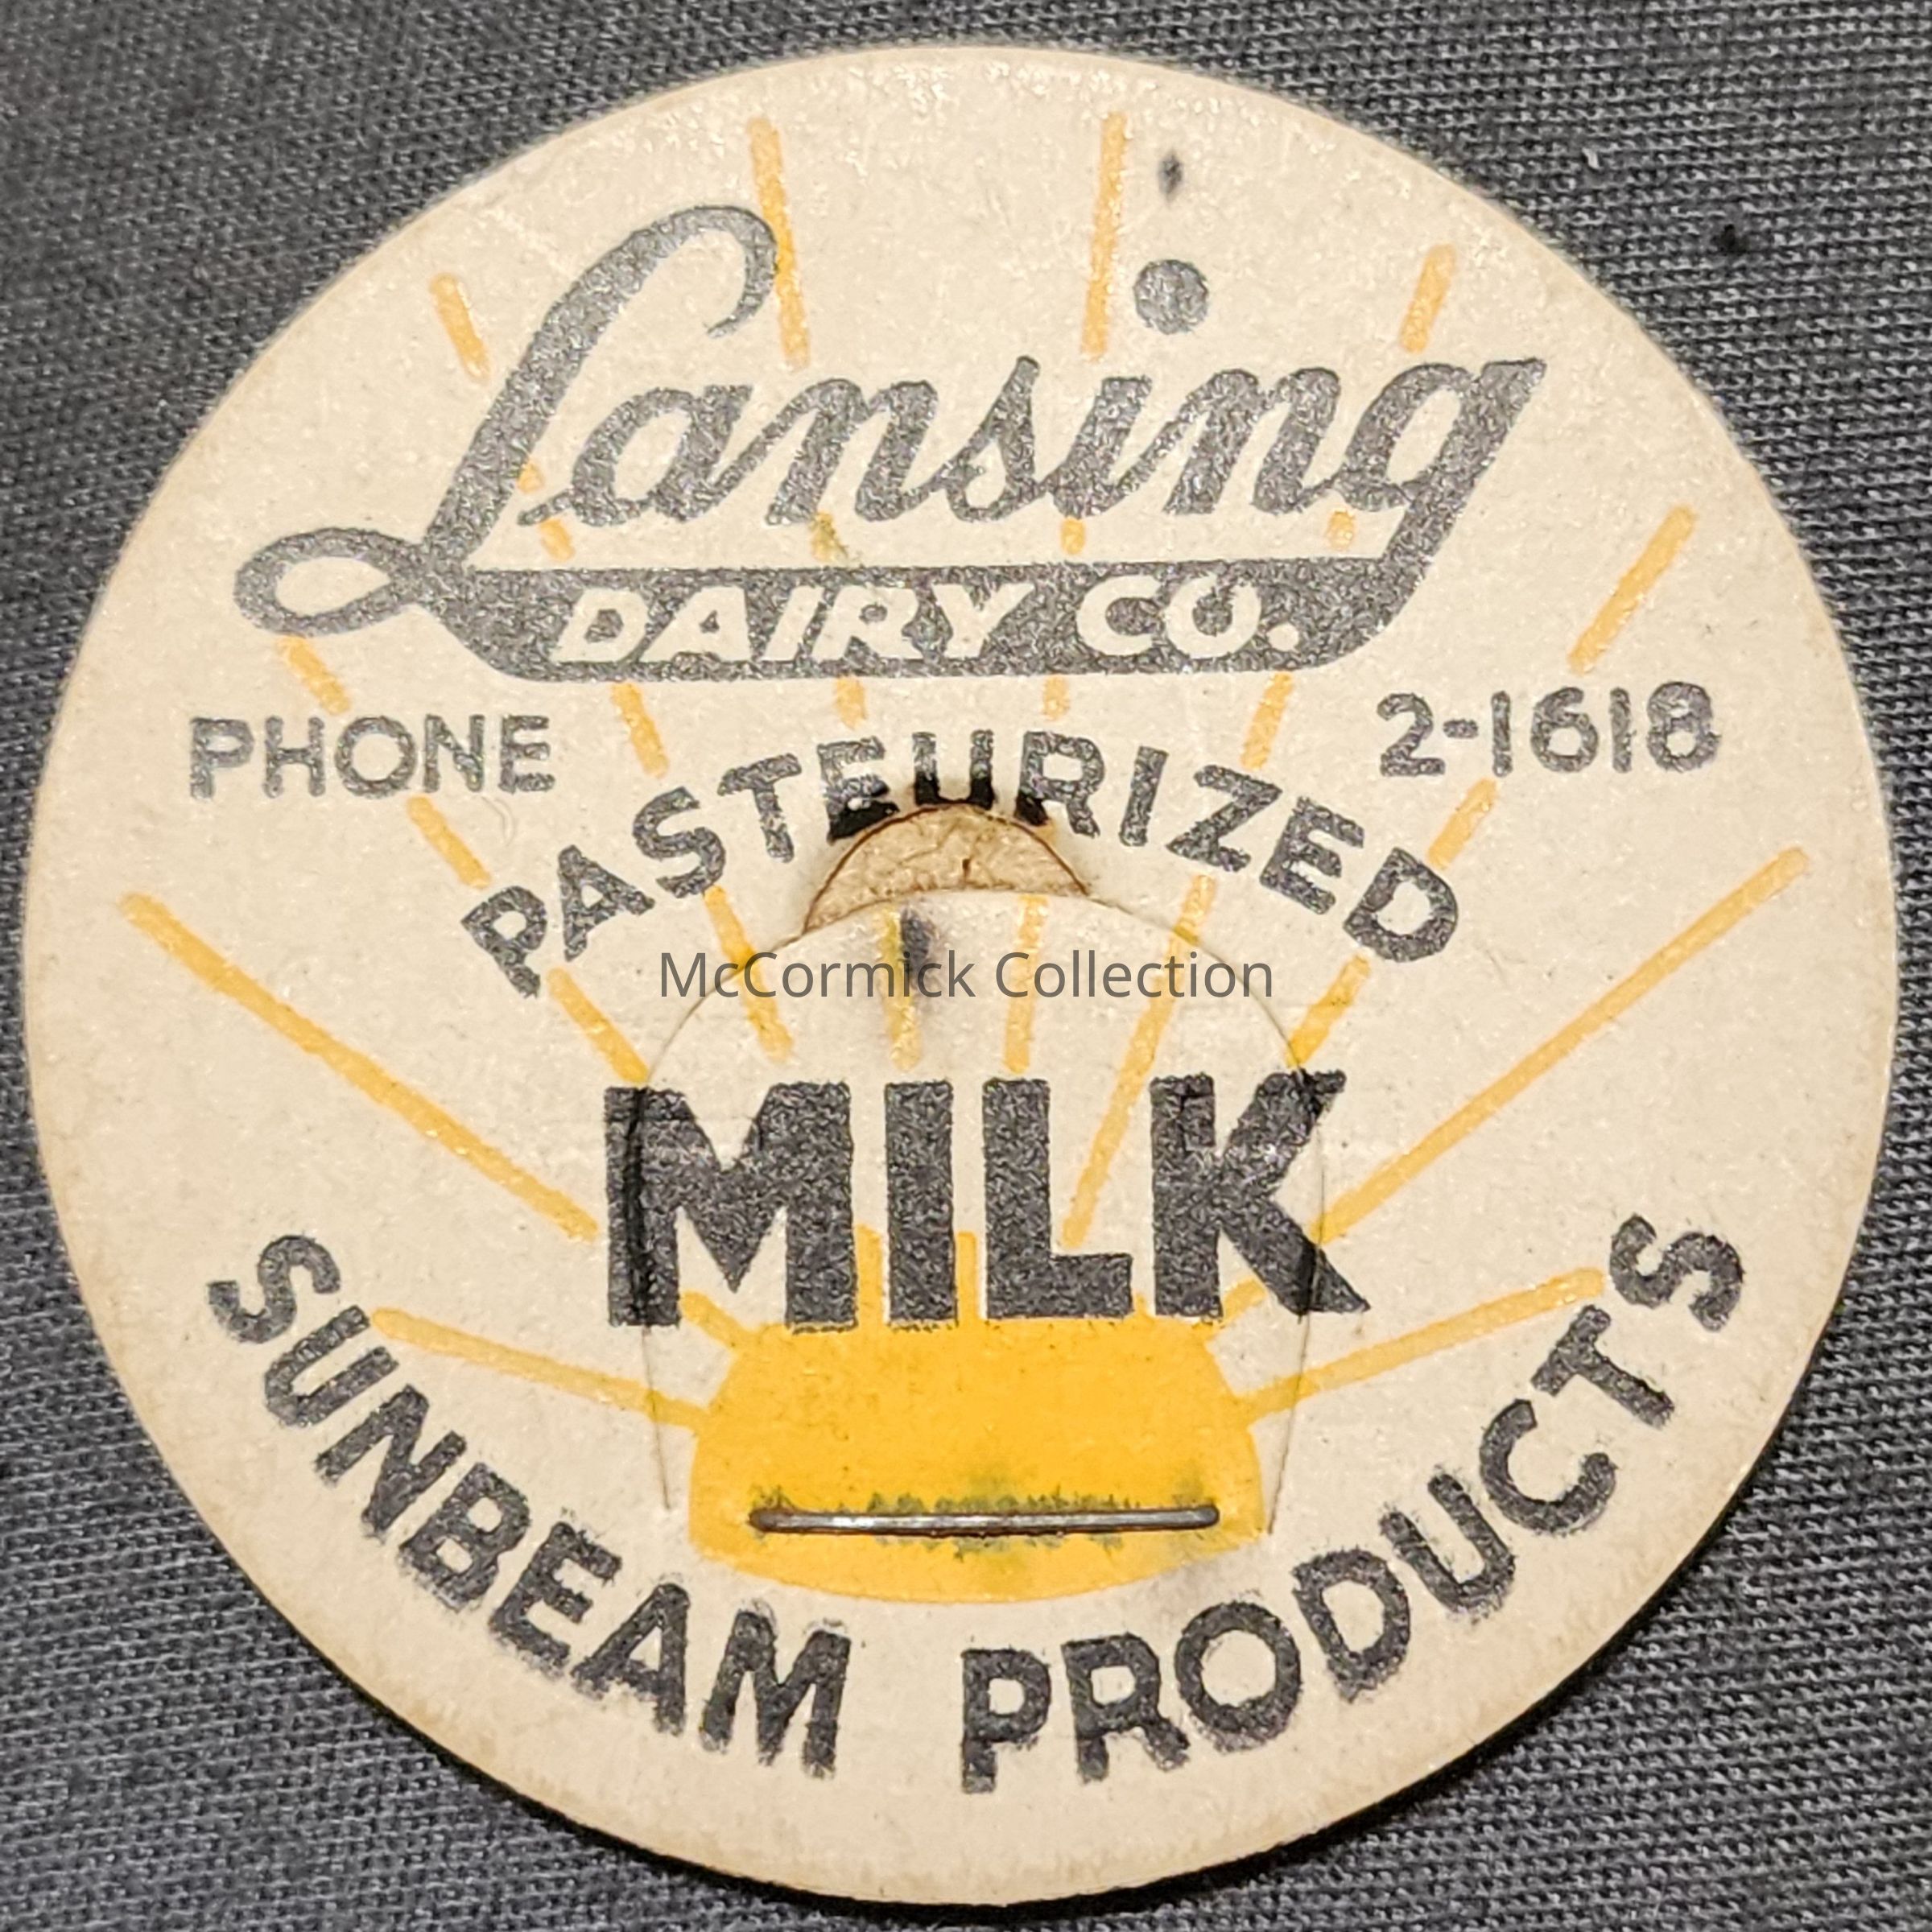 Lansing
DAIRY CO.
PHONE 2-1618
PASTEURIZED
McCormick Collection
MILK
SUNBEAM PRODUCTS